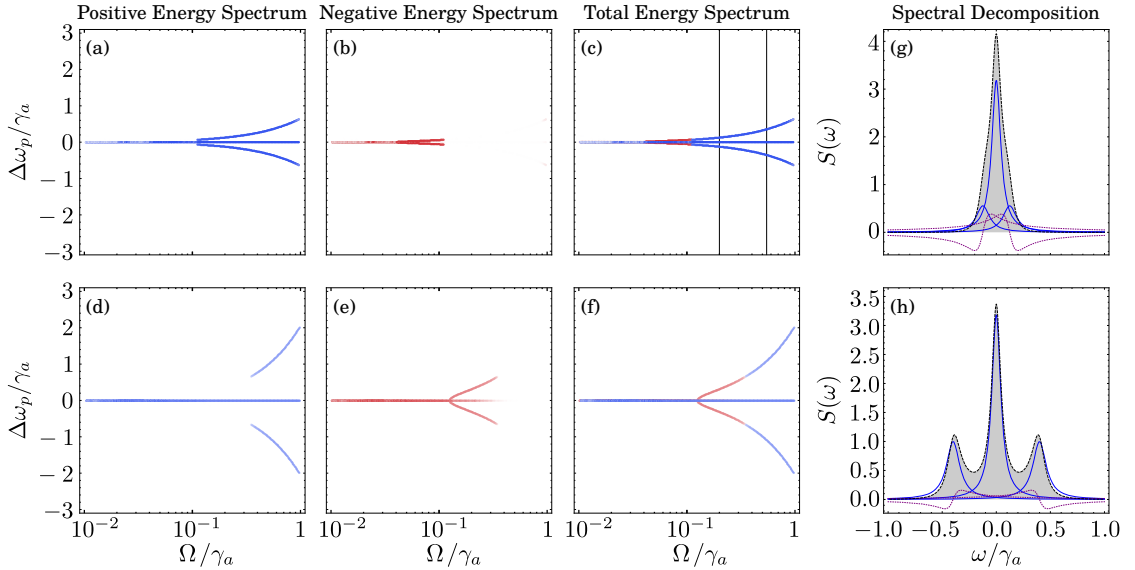 Positive Energy Spectrum
Negative Energy Spectrum
Total Energy Spectrum
Spectral Decomposition
(a)
(b)
(c)
(g)
Δω_p/γ_a
3
2
1
0
−1
−2
−3
S(ω)
4
3
2
1
0
(d)
(e)
(f)
(h)
Δω_p/γ_a
3
2
1
0
−1
−2
−3
S(ω)
3.5
3.0
2.5
2.0
1.5
1.0
0.5
0.0
10⁻² 10⁻¹ 1
10⁻² 10⁻¹ 1
10⁻² 10⁻¹ 1
-1.0 -0.5 0.0 0.5 1.0
Ω/γ_a
Ω/γ_a
Ω/γ_a
ω/γ_a